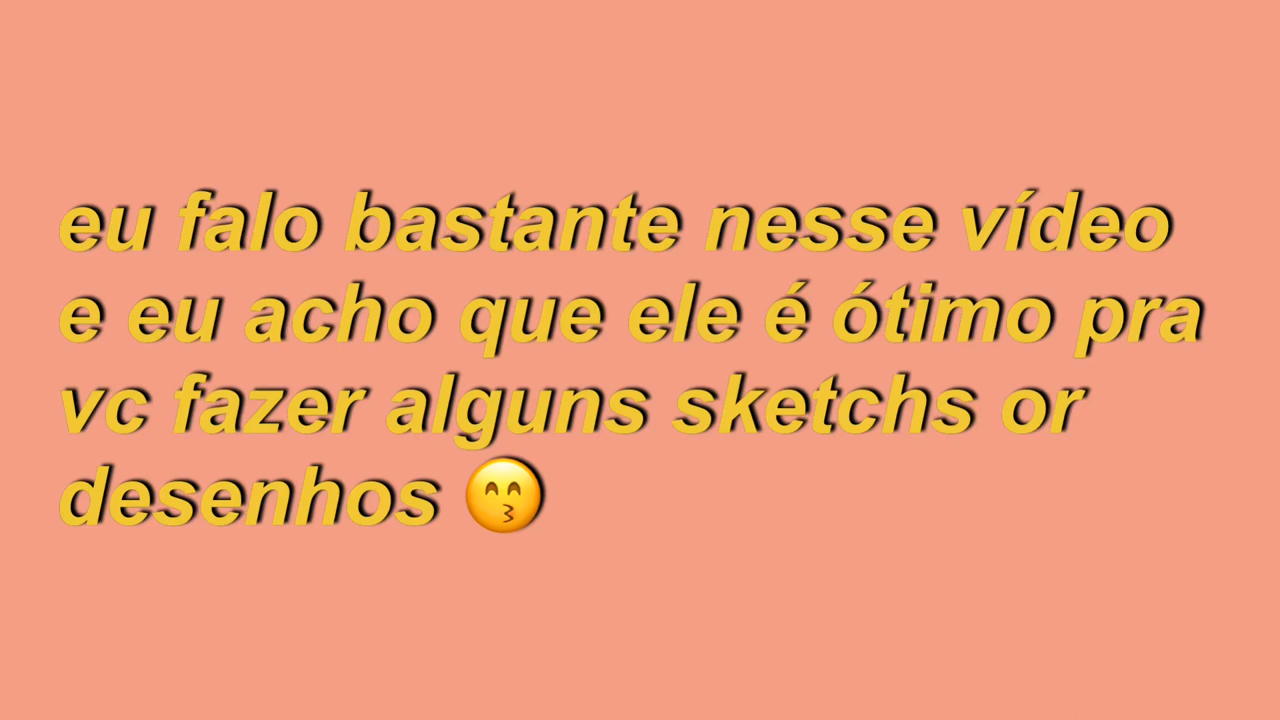 eu falo bastante nesse vídeo
e eu acho que ele é ótimo pra
vc fazer alguns sketchs or
desenhos 😙